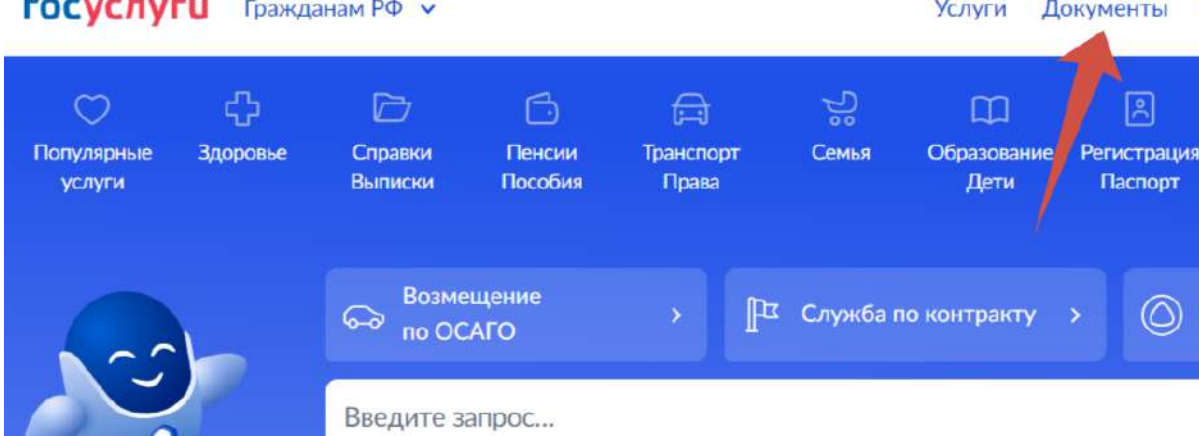 госуслуги Гражданам РФ Услуги Документы
Популярные услуги
Здоровье
Справки Выписки
Пенсии Пособия
Транспорт Права
Семья
Образование Дети
Регистрация Паспорт
Возмещение
по ОСАГО
Служба по контракту
Введите запрос...